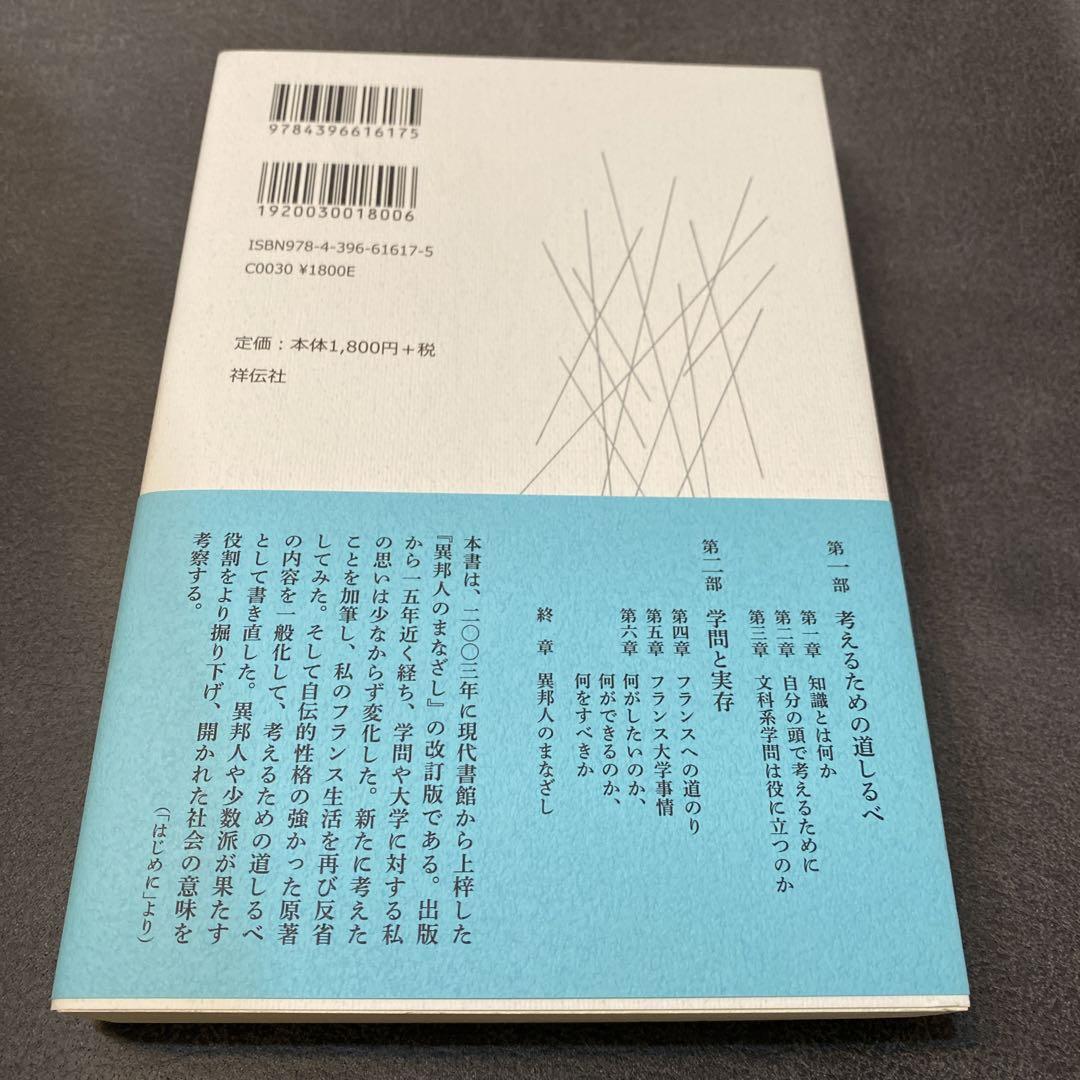 9784396616175
1920030018006
ISBN978-4-396-61617-5
C0030 ¥1800E
定価：本体1,800円＋税
祥伝社
第一部 考えるための道しるべ
第一章 知識とは何か
第二章 自分の頭で考えるために
第三章 文科系学問は役に立つのか
第二部 学問と実存
第四章 フランスへの道のり
第五章 フランス大学事情
第六章 何がしたいのか、
何ができるのか、
何をすべきか
終章 異邦人のまなざし
本書は、二〇〇三年に現代書館から上梓した
『異邦人のまなざし』の改訂版である。出版
から一五年近く経ち、学問や大学に対する私
の思いは少なからず変化した。新たに考えた
ことを加筆し、私のフランス生活を再び反省
してみた。そして自伝的性格の強かった原著
の内容を一般化して、考えるための道しるべ
として書き直した。異邦人や少数派が果たす
役割をより掘り下げ、開かれた社会の意味を
考察する。
（「はじめに」より）